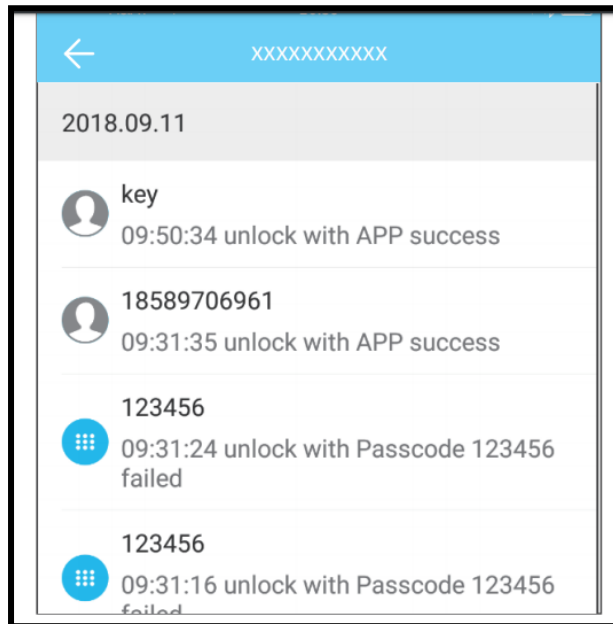 xxxxxxxxxxx
2018.09.11
key
09:50:34 unlock with APP success
18589706961
09:31:35 unlock with APP success
123456
09:31:24 unlock with Passcode 123456
failed
123456
09:31:16 unlock with Passcode 123456
failed